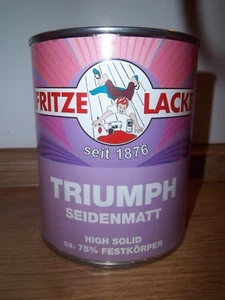 FRITZE LACKE
seit 1876
TRIUMPH
SEIDENMATT
HIGH SOLID
ca. 75% FESTKÖRPER